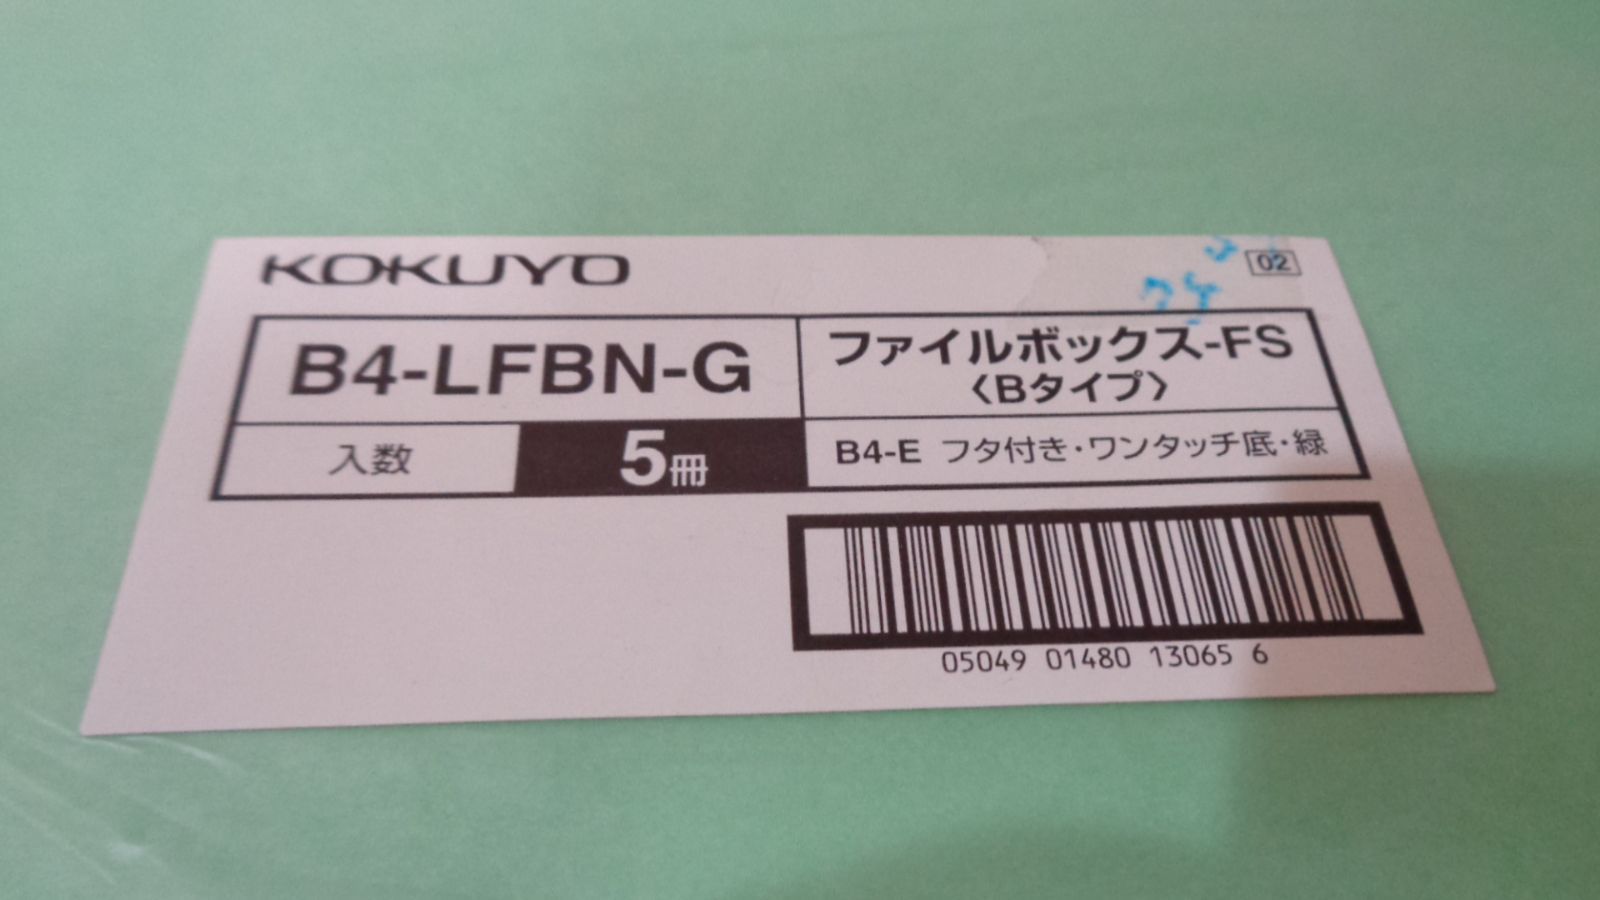 KOKUYO
02
B4-LFBN-G
ファイルボックス-FS
〈Bタイプ〉
入数
5冊
B4-E フタ付き・ワンタッチ底・緑
05049 01480 13065 6